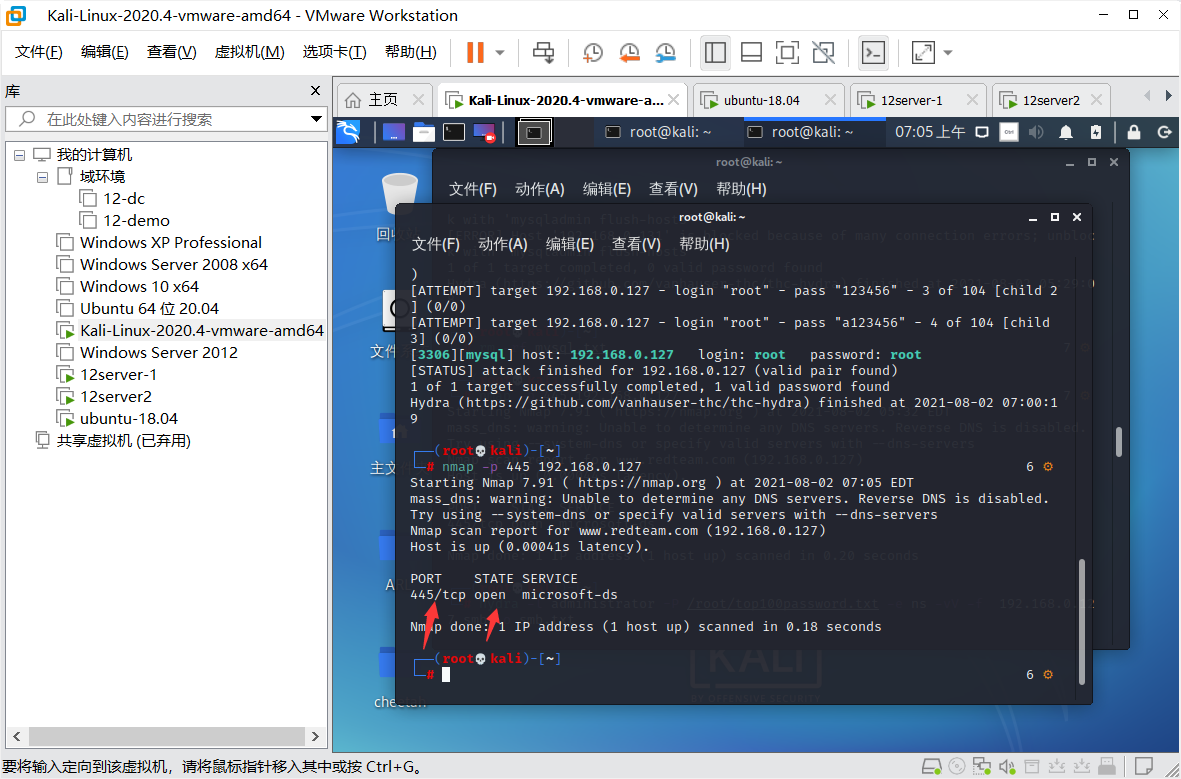 Kali-Linux-2020.4-vmware-amd64 - VMware Workstation
文件(F) 编辑(E) 查看(V) 虚拟机(M) 选项卡(T) 帮助(H)
库
在此处键入内容进行搜索
我的计算机
域环境
12-dc
12-demo
Windows XP Professional
Windows Server 2008 x64
Windows 10 x64
Ubuntu 64 位 20.04
Kali-Linux-2020.4-vmware-amd64
Windows Server 2012
12server-1
12server2
ubuntu-18.04
共享虚拟机 (已弃用)
主页 Kali-Linux-2020.4-vmware-a... ubuntu-18.04 12server-1 12server2
root@kali: ~ root@kali: ~ 07:05 上午
root@kali: ~
文件(F) 动作(A) 编辑(E) 查看(V) 帮助(H)
root@kali: ~
文件(F) 动作(A) 编辑(E) 查看(V) 帮助(H)
)
[ATTEMPT] target 192.168.0.127 - login "root" - pass "123456" - 3 of 104 [child 2
] (0/0)
[ATTEMPT] target 192.168.0.127 - login "root" - pass "a123456" - 4 of 104 [child
3] (0/0)
[3306][mysql] host: 192.168.0.127 login: root password: root
[STATUS] attack finished for 192.168.0.127 (valid pair found)
1 of 1 target successfully completed, 1 valid password found
Hydra (https://github.com/vanhauser-thc/thc-hydra) finished at 2021-08-02 07:00:1
9
(root💀kali)-[~]
# nmap -p 445 192.168.0.127 6
Starting Nmap 7.91 ( https://nmap.org ) at 2021-08-02 07:05 EDT
mass_dns: warning: Unable to determine any DNS servers. Reverse DNS is disabled.
Try using --system-dns or specify valid servers with --dns-servers
Nmap scan report for www.redteam.com (192.168.0.127)
Host is up (0.00041s latency).
PORT STATE SERVICE
445/tcp open microsoft-ds
Nmap done: 1 IP address (1 host up) scanned in 0.18 seconds
(root💀kali)-[~]
# 6
要将输入定向到该虚拟机，请将鼠标指针移入其中或按 Ctrl+G。